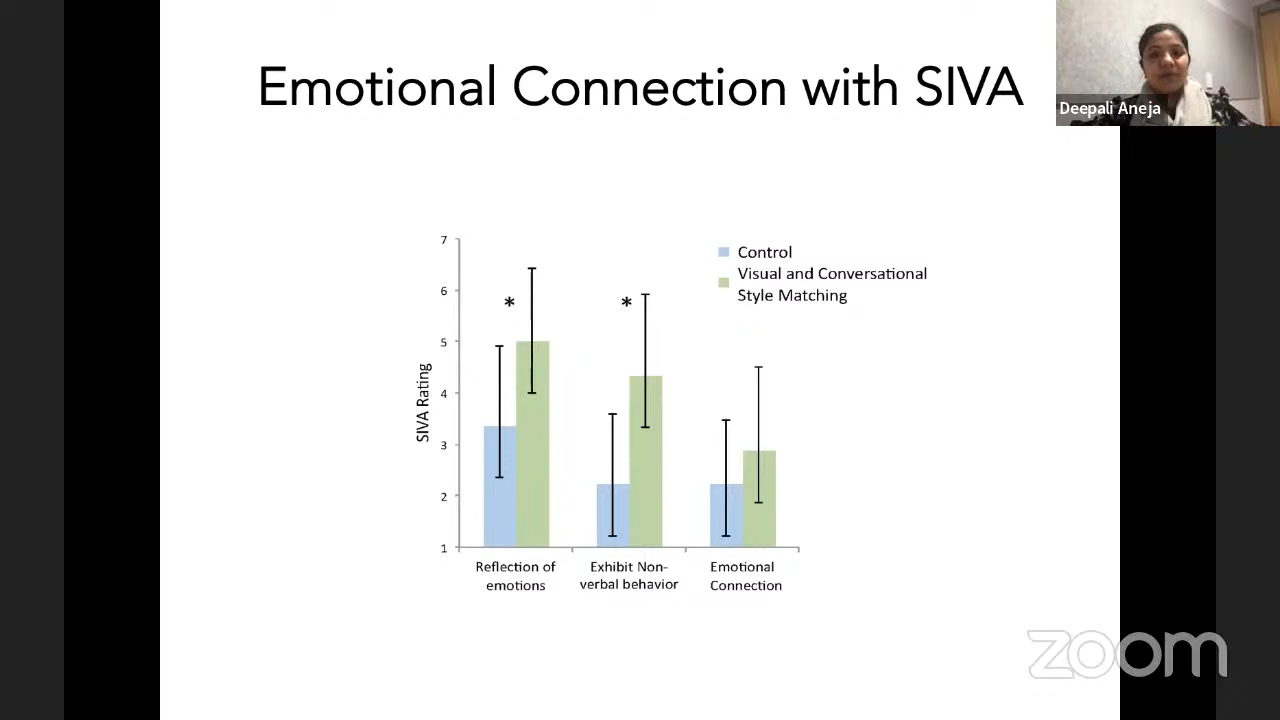 Emotional Connection with SIVA
Deepali Aneja
7
6
5
4
3
2
1
SIVA Rating
*
*
Control
Visual and Conversational
Style Matching
Reflection of
emotions
Exhibit Non-
verbal behavior
Emotional
Connection
zoom